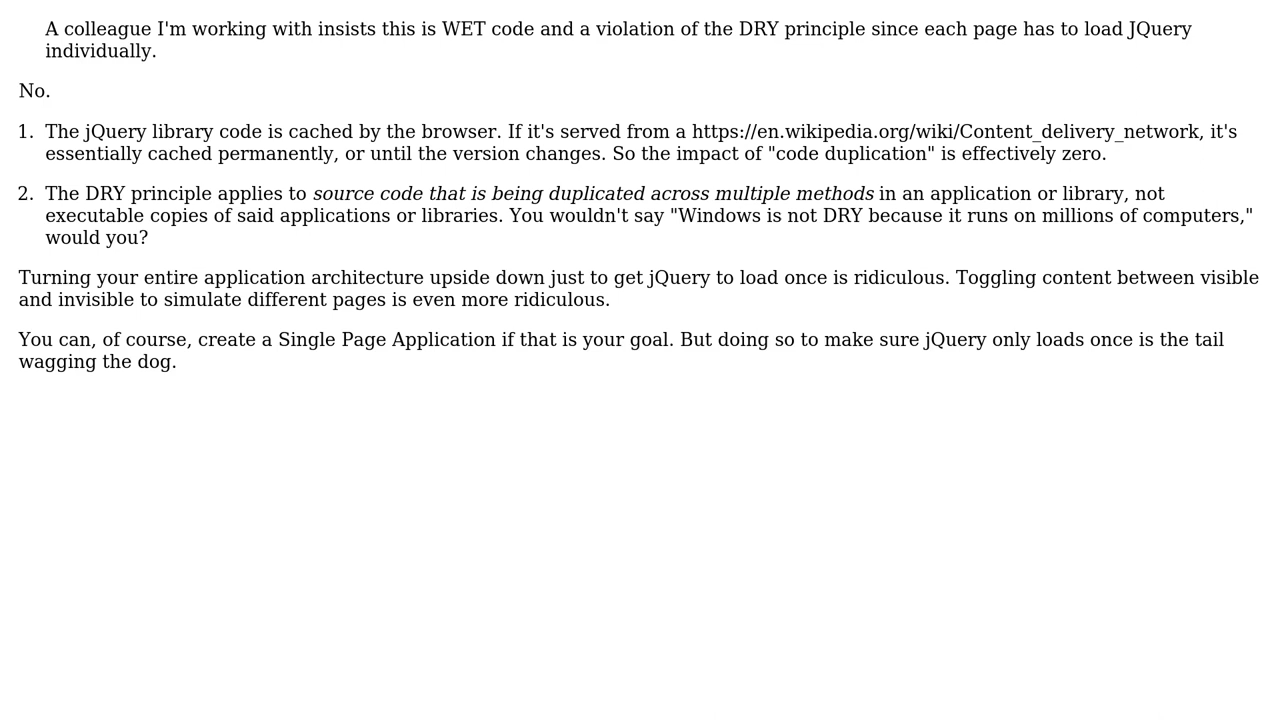 A colleague I'm working with insists this is WET code and a violation of the DRY principle since each page has to load JQuery
individually.
No.
1. The jQuery library code is cached by the browser. If it's served from a https://en.wikipedia.org/wiki/Content_delivery_network, it's
essentially cached permanently, or until the version changes. So the impact of "code duplication" is effectively zero.
2. The DRY principle applies to source code that is being duplicated across multiple methods in an application or library, not
executable copies of said applications or libraries. You wouldn't say "Windows is not DRY because it runs on millions of computers,"
would you?
Turning your entire application architecture upside down just to get jQuery to load once is ridiculous. Toggling content between visible
and invisible to simulate different pages is even more ridiculous.
You can, of course, create a Single Page Application if that is your goal. But doing so to make sure jQuery only loads once is the tail
wagging the dog.